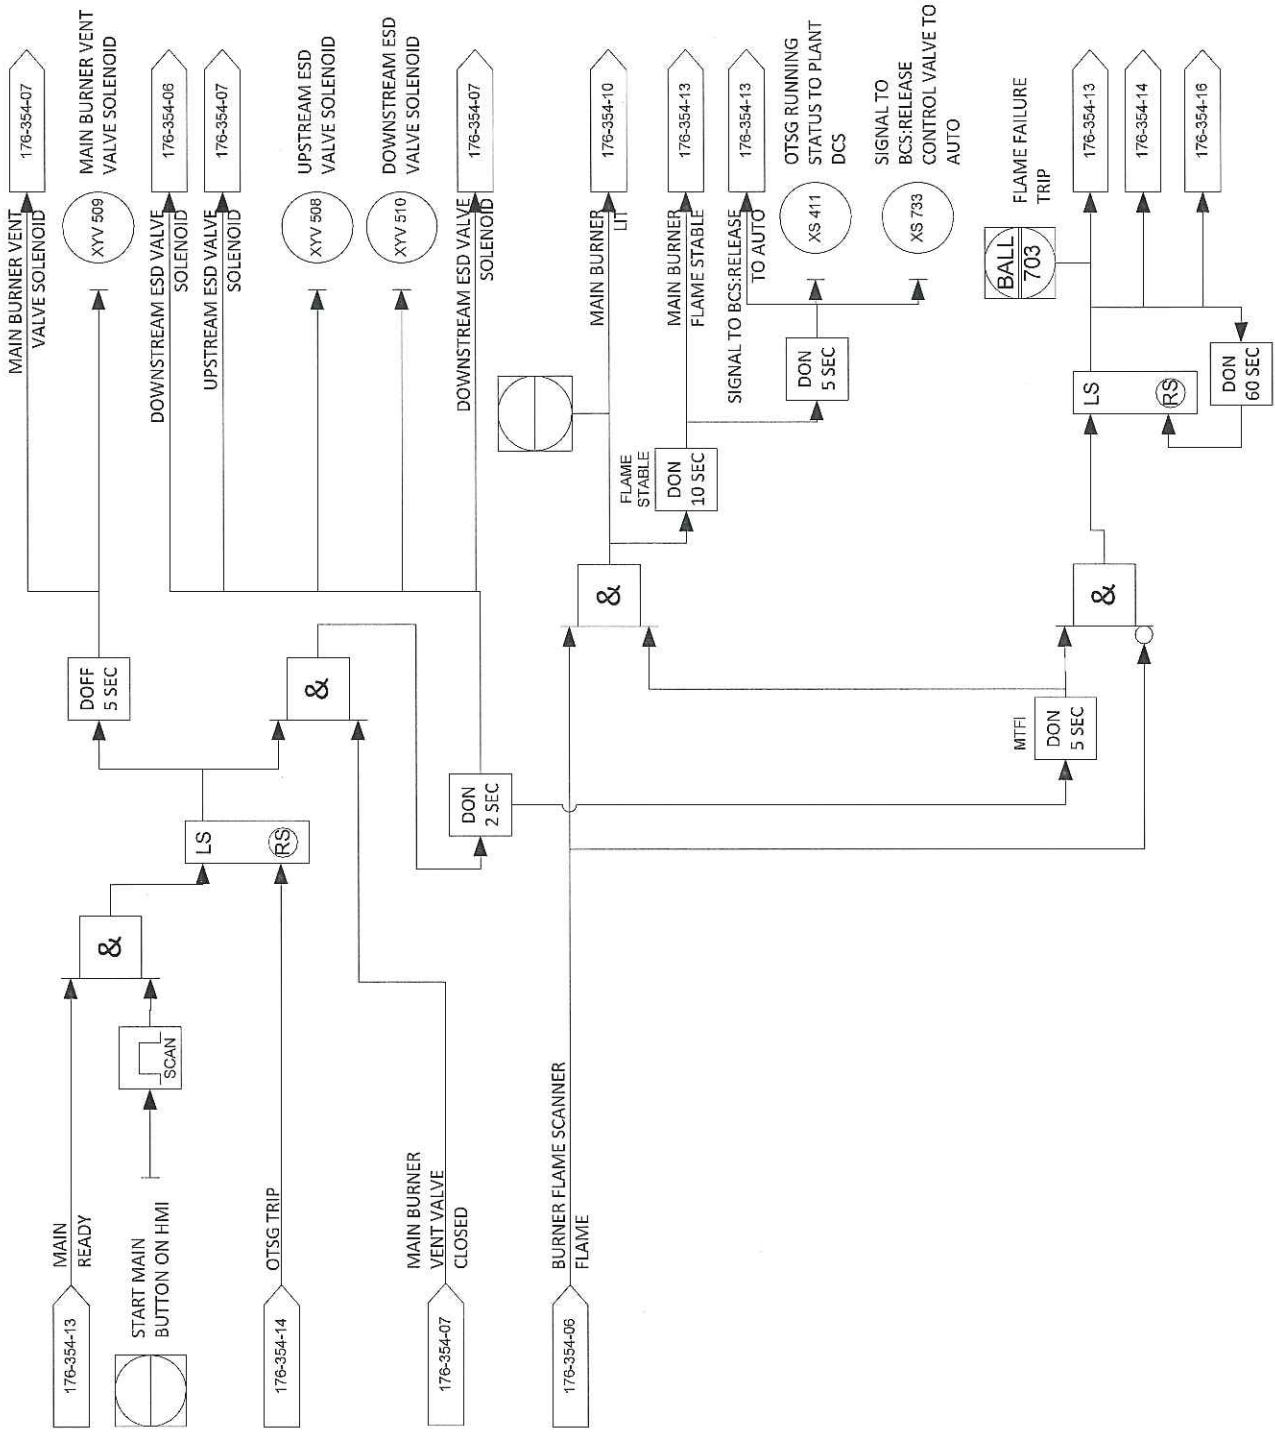 MAIN
READY
176-354-13
START MAIN
BUTTON ON HMI
SCAN
&
OTSG TRIP
176-354-14
LS
RS
MAIN BURNER
VENT VALVE
CLOSED
176-354-07
BURNER FLAME SCANNER
FLAME
176-354-06
DOFF
5 SEC
&
DON
2 SEC
MAIN BURNER VENT
VALVE SOLENOID
176-354-07
XYV 509
MAIN BURNER VENT
VALVE SOLENOID
DOWNSTREAM ESD VALVE
SOLENOID
176-354-06
UPSTREAM ESD VALVE
SOLENOID
176-354-07
XYV 508
UPSTREAM ESD
VALVE SOLENOID
XYV 510
DOWNSTREAM ESD
VALVE SOLENOID
DOWNSTREAM ESD VALVE
SOLENOID
176-354-07
&
MAIN BURNER
LIT
176-354-10
FLAME
STABLE
DON
10 SEC
MAIN BURNER
FLAME STABLE
176-354-13
SIGNAL TO BCS:RELEASE
TO AUTO
176-354-13
DON
5 SEC
XS 411
OTSG RUNNING
STATUS TO PLANT
DCS
XS 733
SIGNAL TO
BCS:RELEASE
CONTROL VALVE TO
AUTO
MTFI
DON
5 SEC
&
LS
RS
BALL
703
FLAME FAILURE
TRIP
176-354-13
176-354-14
176-354-16
DON
60 SEC